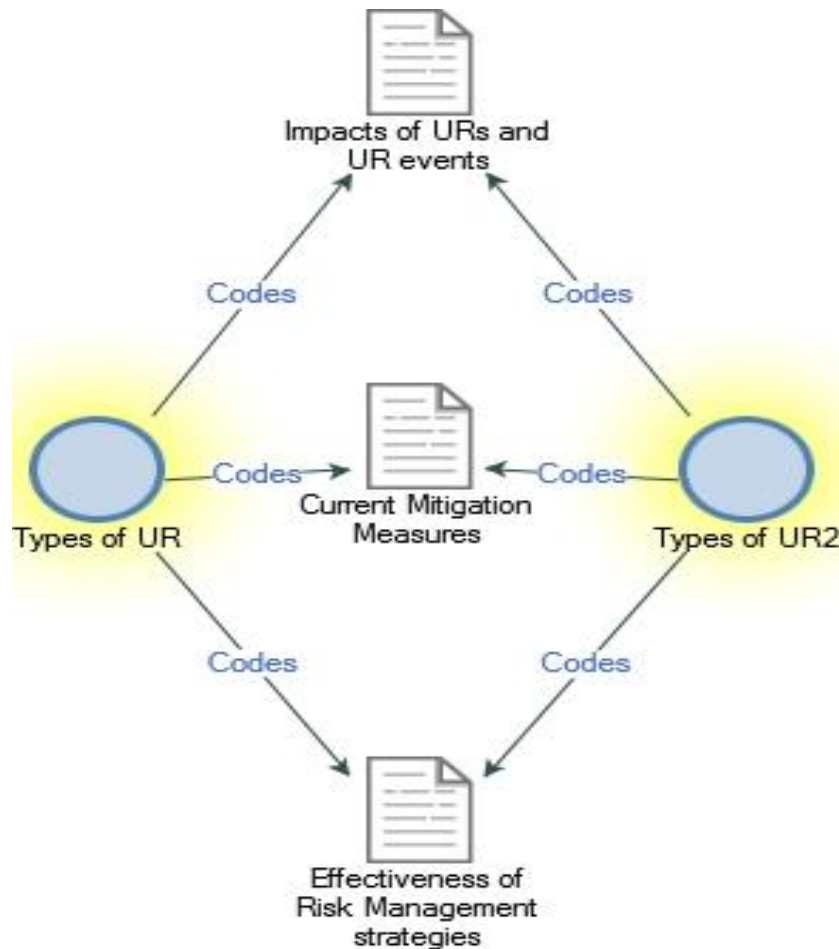 Impacts of URs and
UR events
Codes
Codes
Codes
Current Mitigation
Measures
Codes
Types of UR
Types of UR2
Codes
Codes
Effectiveness of
Risk Management
strategies